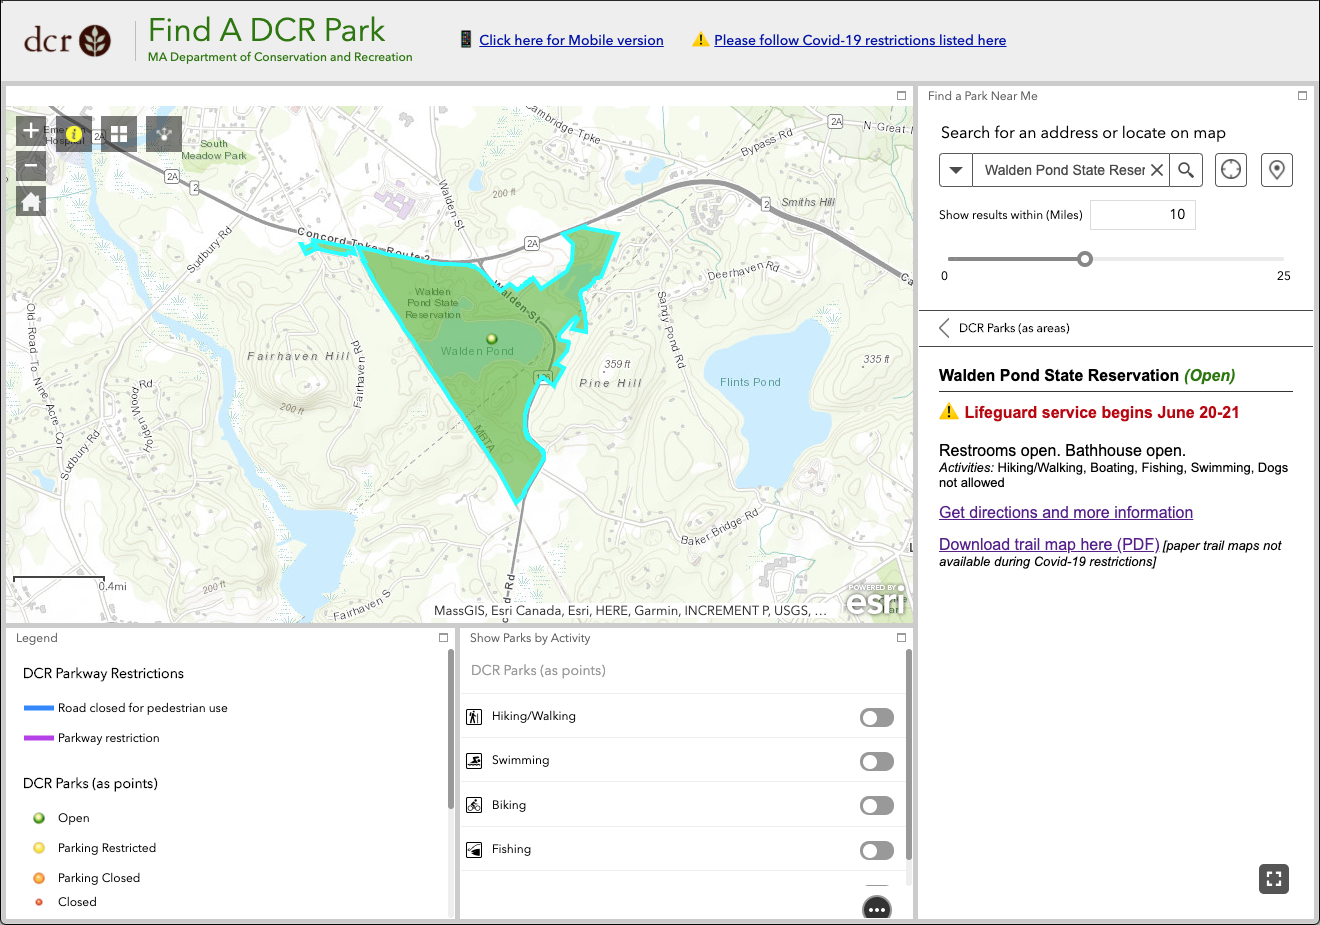 dcr
Find A DCR Park
MA Department of Conservation and Recreation
Click here for Mobile version
Please follow Covid-19 restrictions listed here
Find a Park Near Me
Search for an address or locate on map
Walden Pond State Reser
Show results within (Miles)
10
0
25
DCR Parks (as areas)
Walden Pond State Reservation (Open)
Lifeguard service begins June 20-21
Restrooms open. Bathhouse open.
Activities: Hiking/Walking, Boating, Fishing, Swimming, Dogs
not allowed
Get directions and more information
Download trail map here (PDF) [paper trail maps not
available during Covid-19 restrictions]
Hospital
2A
South
Meadow Park
2A
2
Cambridge Tpke
Bypass Rd
2A
N Great
Walden St
200 ft
2
Smiths Hill
Sudbury Rd
Concord Tpke
Route 2
2A
Deerhaven Rd
Ca
Walden
Pond State
Reservation
Walden St
Sandy Pond Rd
Old Road To Nine Acre Cor
Fairhaven Hill
Fairhaven Rd
Walden Pond
126
359 ft
Pine Hill
335 ft
Flints Pond
200 ft
Holden Wood Rd
Sudbury Rd
MBTA
Baker Bridge Rd
200 ft
0.4mi
Fairhaven S
d Rd
MassGIS, Esri Canada, Esri, HERE, Garmin, INCREMENT P, USGS, …
POWERED BY
esri
Legend
DCR Parkway Restrictions
Road closed for pedestrian use
Parkway restriction
DCR Parks (as points)
Open
Parking Restricted
Parking Closed
Closed
Show Parks by Activity
DCR Parks (as points)
Hiking/Walking
Swimming
Biking
Fishing